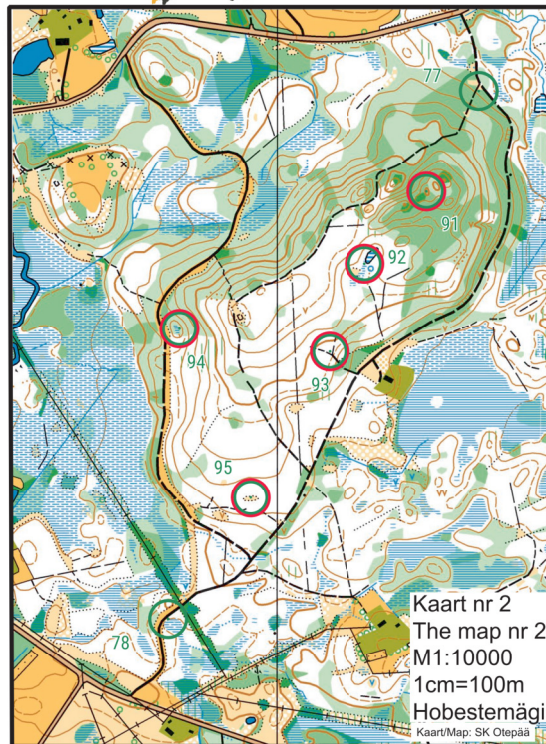 77
91
92
94
93
95
78
Kaart nr 2
The map nr 2
M1:10000
1cm=100m
Hobestemägi
Kaart/Map: SK Otepää